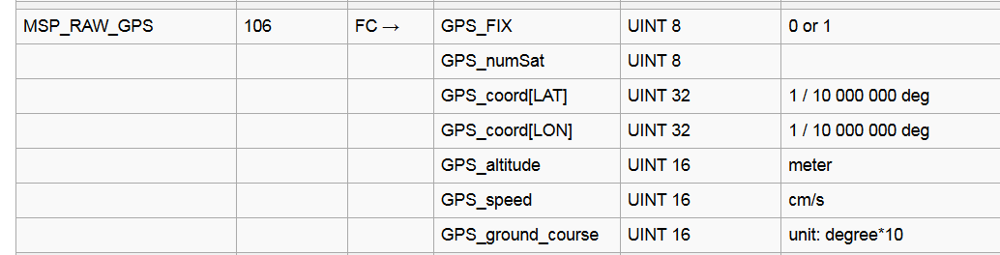 MSP_RAW_GPS 106 FC → GPS_FIX UINT 8 0 or 1
GPS_numSat UINT 8
GPS_coord[LAT] UINT 32 1 / 10 000 000 deg
GPS_coord[LON] UINT 32 1 / 10 000 000 deg
GPS_altitude UINT 16 meter
GPS_speed UINT 16 cm/s
GPS_ground_course UINT 16 unit: degree*10